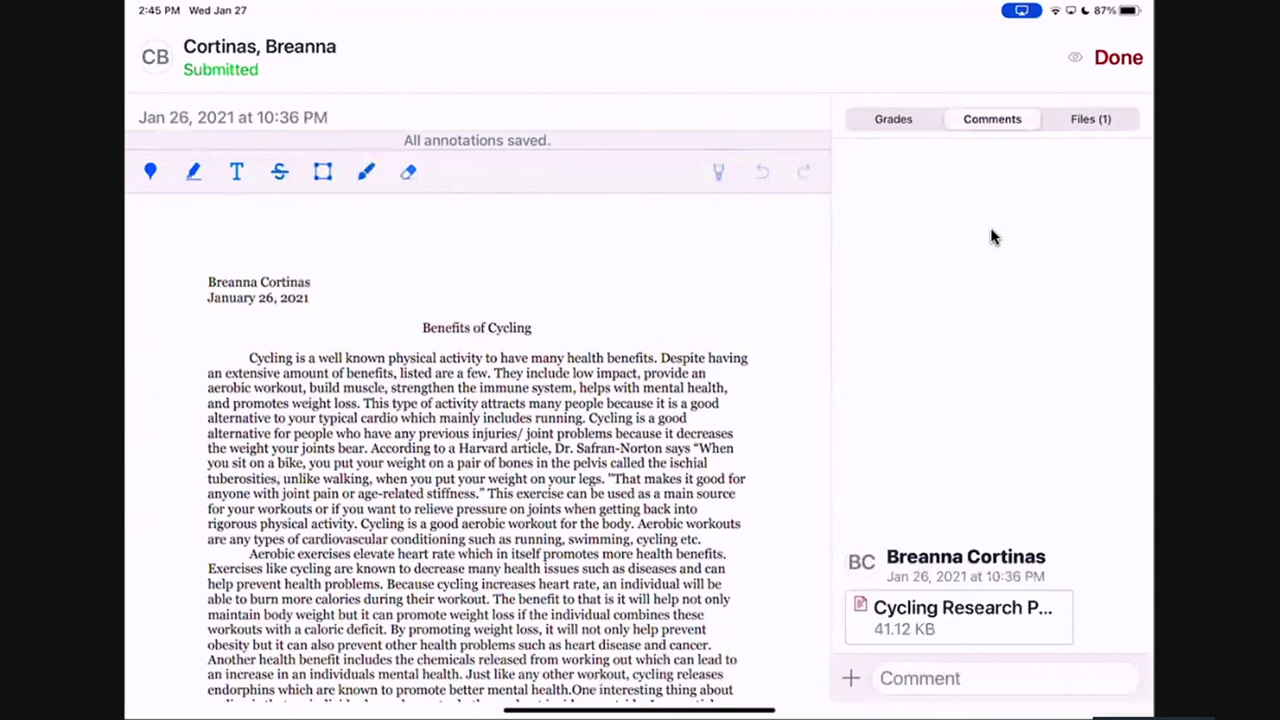 2:45 PM Wed Jan 27
87%
CB
Cortinas, Breanna
Submitted
Done
Jan 26, 2021 at 10:36 PM
Grades
Comments
Files (1)
All annotations saved.
T
S
Breanna Cortinas
January 26, 2021
Benefits of Cycling
Cycling is a well known physical activity to have many health benefits. Despite having
an extensive amount of benefits, listed are a few. They include low impact, provide an
aerobic workout, build muscle, strengthen the immune system, helps with mental health,
and promotes weight loss. This type of activity attracts many people because it is a good
alternative to your typical cardio which mainly includes running. Cycling is a good
alternative for people who have any previous injuries/ joint problems because it decreases
the weight your joints bear. According to a Harvard article, Dr. Safran-Norton says “When
you sit on a bike, you put your weight on a pair of bones in the pelvis called the ischial
tuberosities, unlike walking, when you put your weight on your legs. "That makes it good for
anyone with joint pain or age-related stiffness.” This exercise can be used as a main source
for your workouts or if you want to relieve pressure on joints when getting back into
rigorous physical activity. Cycling is a good aerobic workout for the body. Aerobic workouts
are any types of cardiovascular conditioning such as running, swimming, cycling etc.
Aerobic exercises elevate heart rate which in itself promotes more health benefits.
Exercises like cycling are known to decrease many health issues such as diseases and can
help prevent health problems. Because cycling increases heart rate, an individual will be
able to burn more calories during their workout. The benefit to that is it will help not only
maintain body weight but it can promote weight loss if the individual combines these
workouts with a caloric deficit. By promoting weight loss, it will not only help prevent
obesity but it can also prevent other health problems such as heart disease and cancer.
Another health benefit includes the chemicals released from working out which can lead to
an increase in an individuals mental health. Just like any other workout, cycling releases
endorphins which are known to promote better mental health.One interesting thing about
BC
Breanna Cortinas
Jan 26, 2021 at 10:36 PM
Cycling Research P...
41.12 KB
Comment